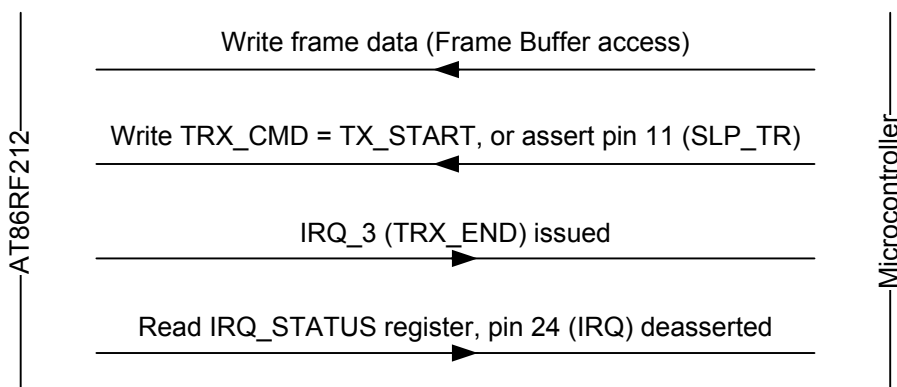 Write frame data (Frame Buffer access)
Write TRX_CMD = TX_START, or assert pin 11 (SLP_TR)
IRQ_3 (TRX_END) issued
Read IRQ_STATUS register, pin 24 (IRQ) deasserted
AT86RF212
Microcontroller